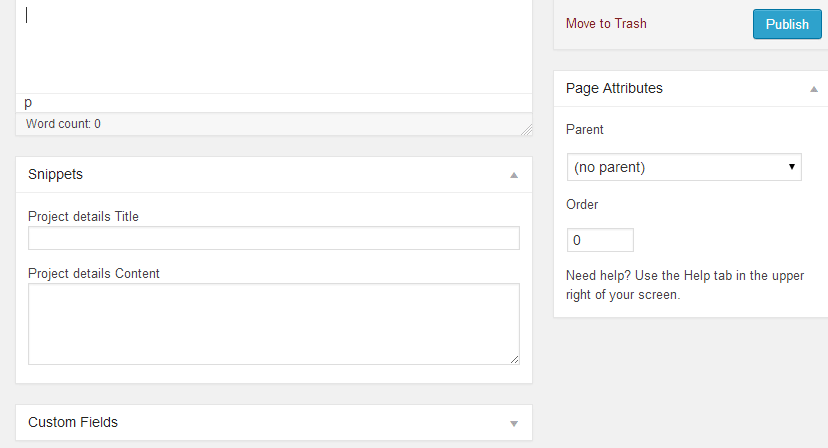 p
Word count: 0
Snippets
Project details Title
Project details Content
Custom Fields
Move to Trash
Publish
Page Attributes
Parent
(no parent)
Order
0
Need help? Use the Help tab in the upper
right of your screen.